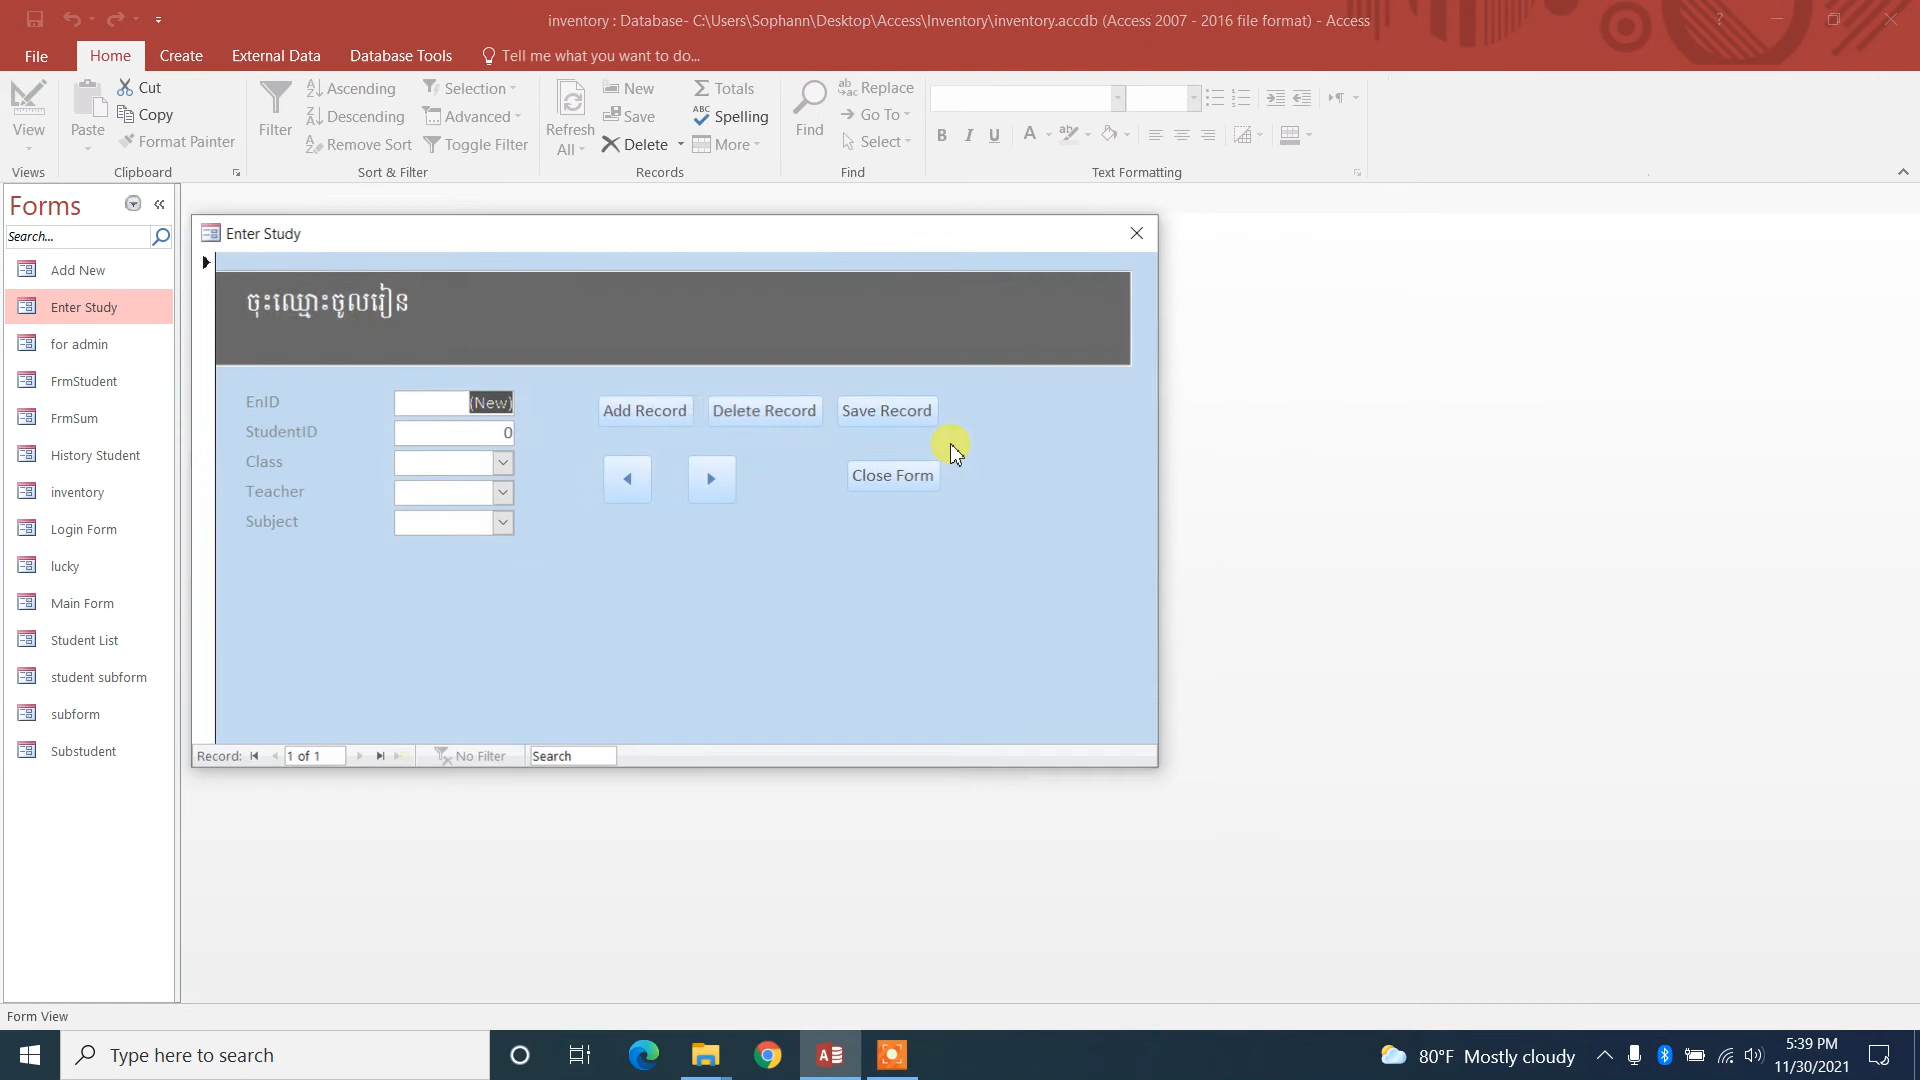 inventory : Database- C:\Users\Sophann\Desktop\Access\Inventory\inventory.accdb (Access 2007 - 2016 file format) - Access
?
File
Home
Create
External Data
Database Tools
Tell me what you want to do...
View
Views
Paste
Cut
Copy
Format Painter
Clipboard
Filter
Ascending
Descending
Remove Sort
Selection
Advanced
Toggle Filter
Sort & Filter
Refresh
All
New
Save
Delete
Totals
Spelling
More
Records
Find
Replace
Go To
Select
Find
B I U A
Text Formatting
Forms
Search...
Add New
Enter Study
for admin
FrmStudent
FrmSum
History Student
inventory
Login Form
lucky
Main Form
Student List
student subform
subform
Substudent
Enter Study
ចុះឈ្មោះចូលរៀន
EnID (New)
StudentID 0
Class
Teacher
Subject
Add Record
Delete Record
Save Record
Close Form
Record: 1 of 1 No Filter Search
Form View
Type here to search
80°F Mostly cloudy
5:39 PM
11/30/2021